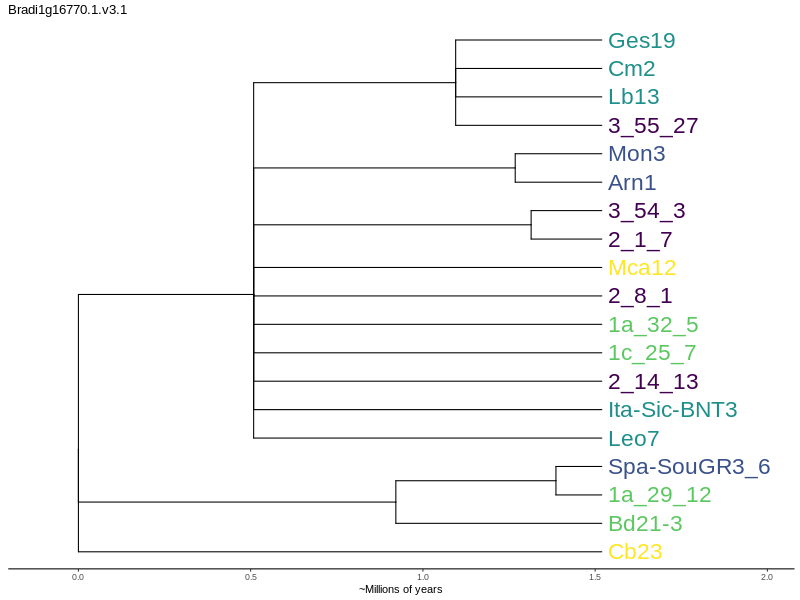 Bradi1g16770.1.v3.1
Ges19
Cm2
Lb13
3_55_27
Mon3
Arn1
3_54_3
2_1_7
Mca12
2_8_1
1a_32_5
1c_25_7
2_14_13
Ita-Sic-BNT3
Leo7
Spa-SouGR3_6
1a_29_12
Bd21-3
Cb23
0.0 0.5 1.0 1.5 2.0
~Millions of years